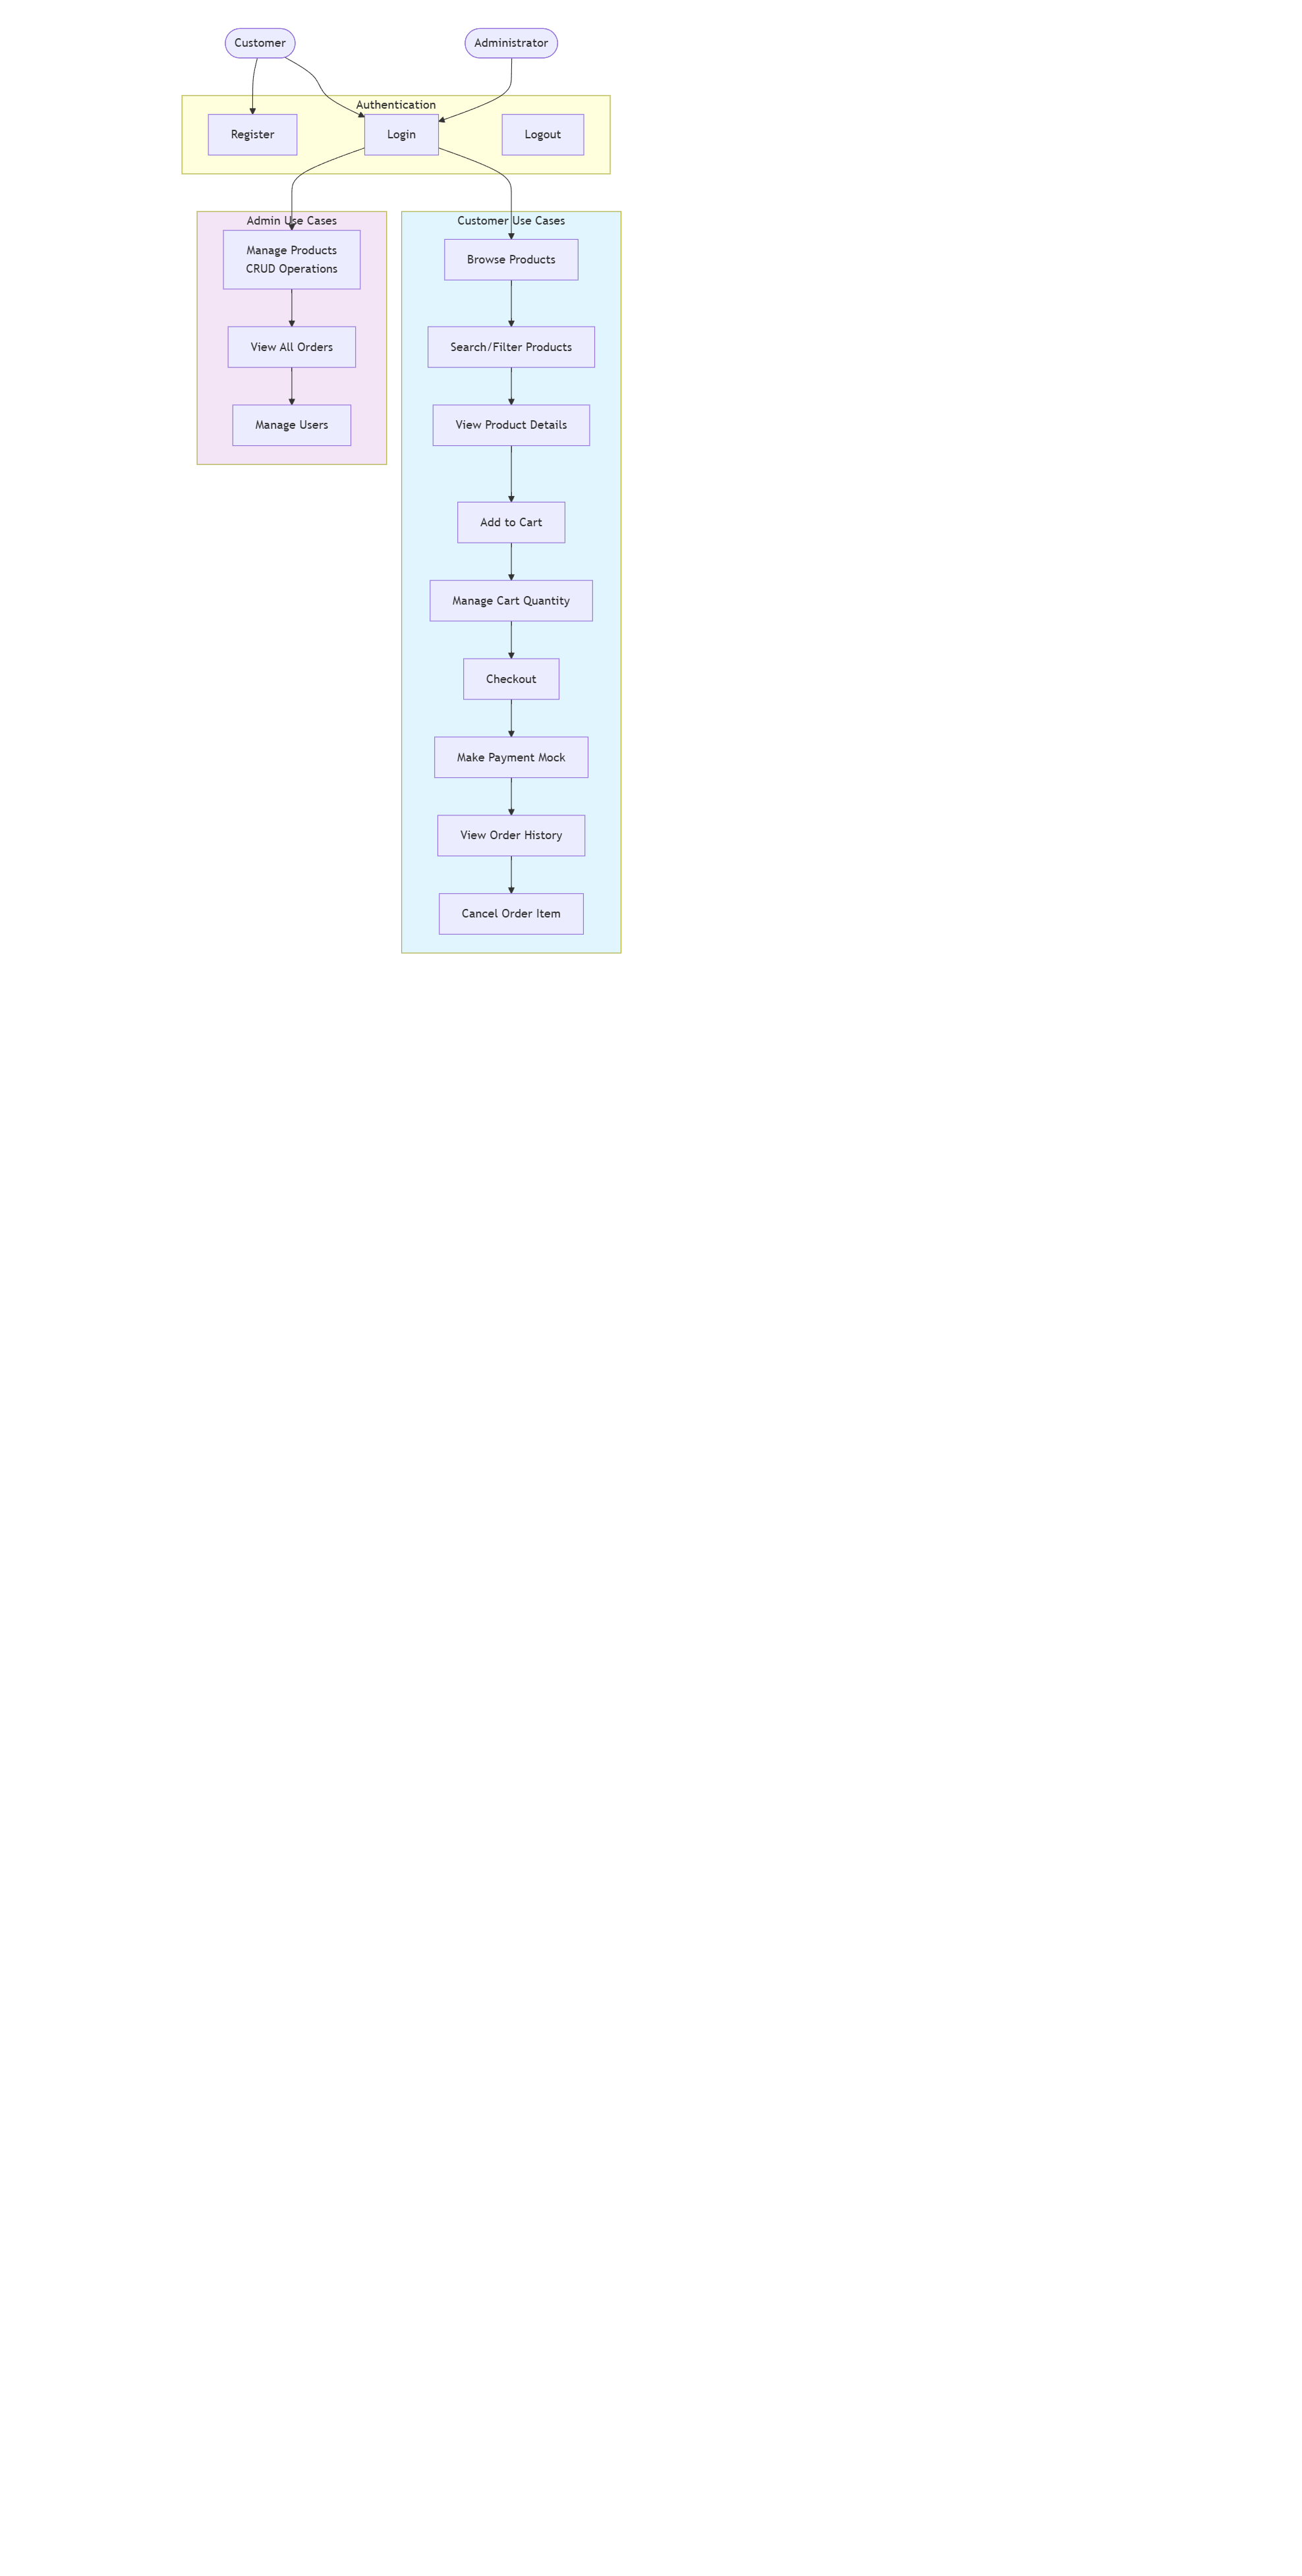 Customer
Administrator
Authentication
Register
Login
Logout
Admin Use Cases
Manage Products
CRUD Operations
View All Orders
Manage Users
Customer Use Cases
Browse Products
Search/Filter Products
View Product Details
Add to Cart
Manage Cart Quantity
Checkout
Make Payment Mock
View Order History
Cancel Order Item